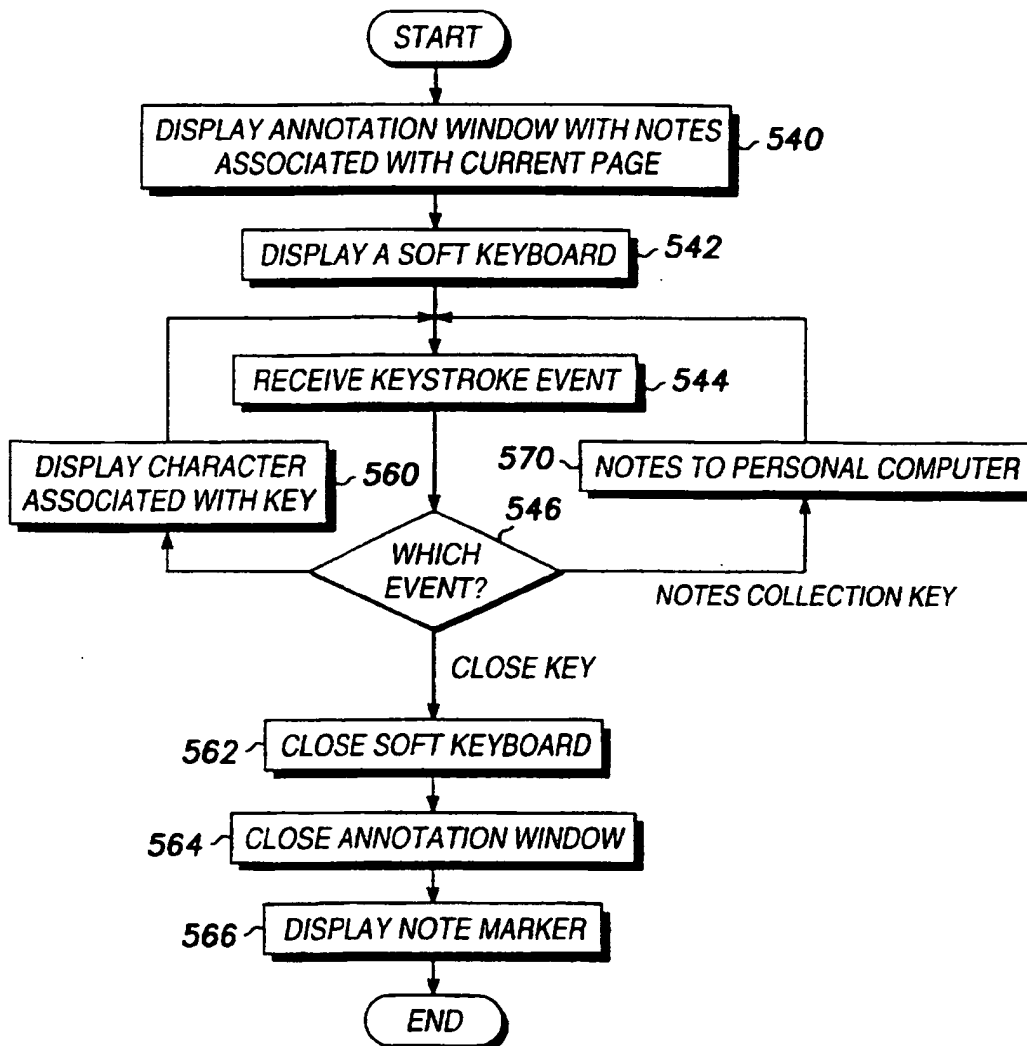 START
DISPLAY ANNOTATION WINDOW WITH NOTES
ASSOCIATED WITH CURRENT PAGE
540
DISPLAY A SOFT KEYBOARD
542
RECEIVE KEYSTROKE EVENT
544
DISPLAY CHARACTER
ASSOCIATED WITH KEY
560
570
NOTES TO PERSONAL COMPUTER
546
WHICH
EVENT?
NOTES COLLECTION KEY
CLOSE KEY
562
CLOSE SOFT KEYBOARD
564
CLOSE ANNOTATION WINDOW
566
DISPLAY NOTE MARKER
END